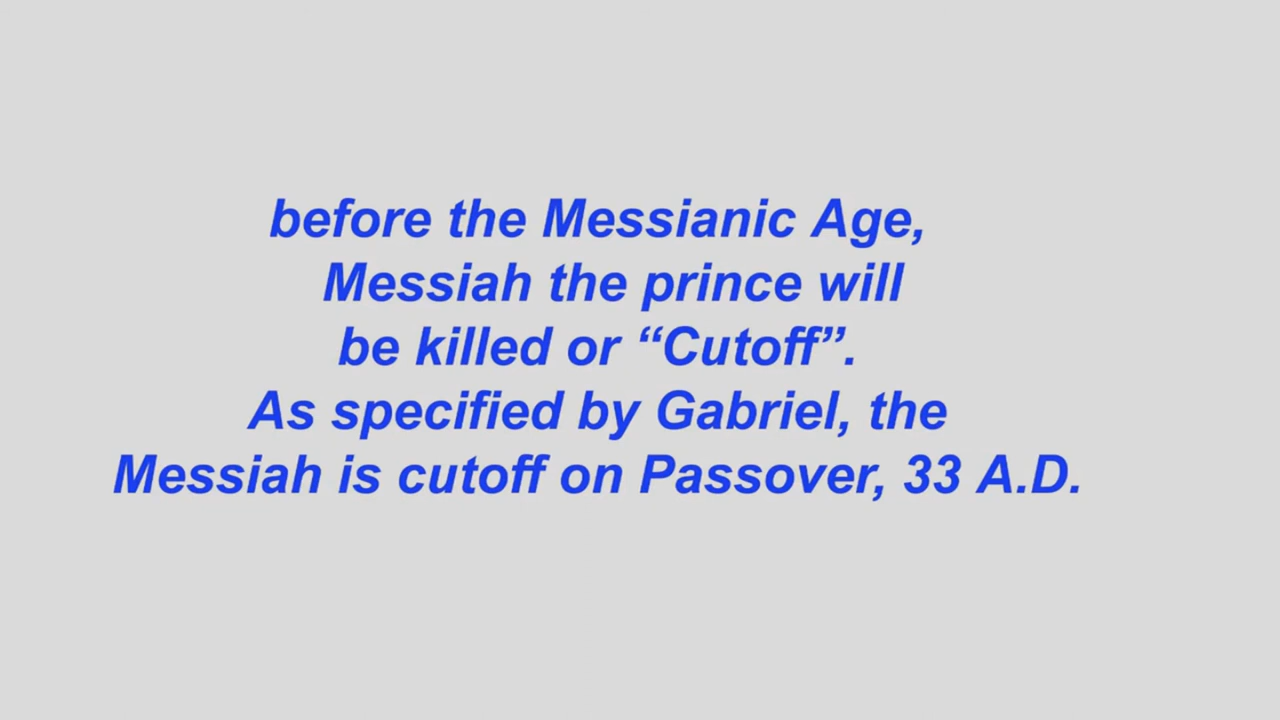 before the Messianic Age,
Messiah the prince will
be killed or “Cutoff”.
As specified by Gabriel, the
Messiah is cutoff on Passover, 33 A.D.